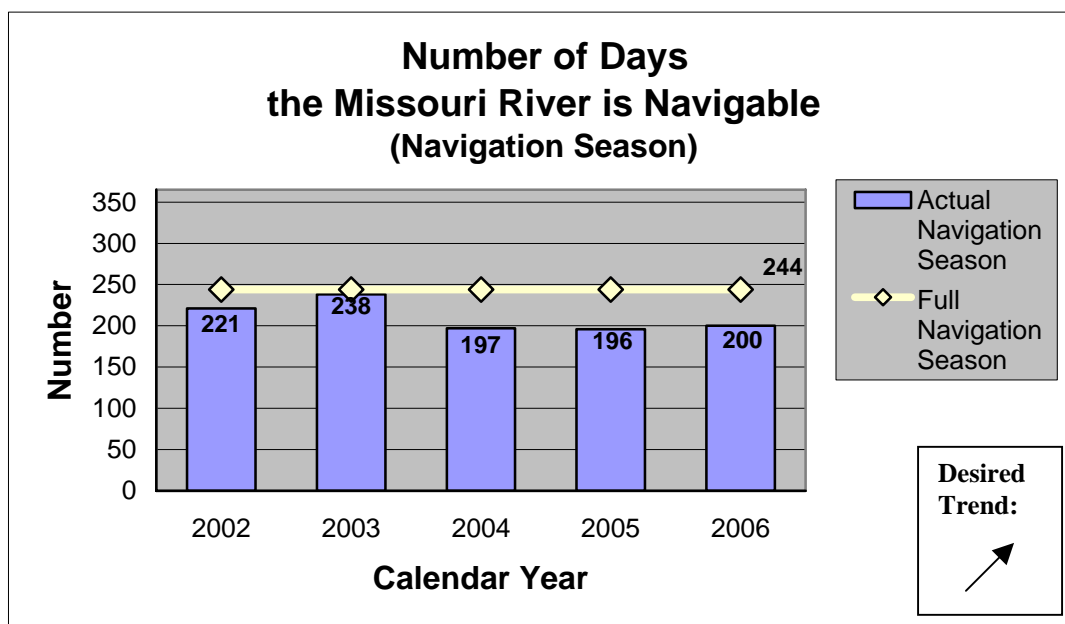 Number of Days
the Missouri River is Navigable
(Navigation Season)
350
300
250
200
150
100
50
0
Number
221
238
197
196
200
244
2002 2003 2004 2005 2006
Calendar Year
Actual
Navigation
Season
Full
Navigation
Season
Desired
Trend: